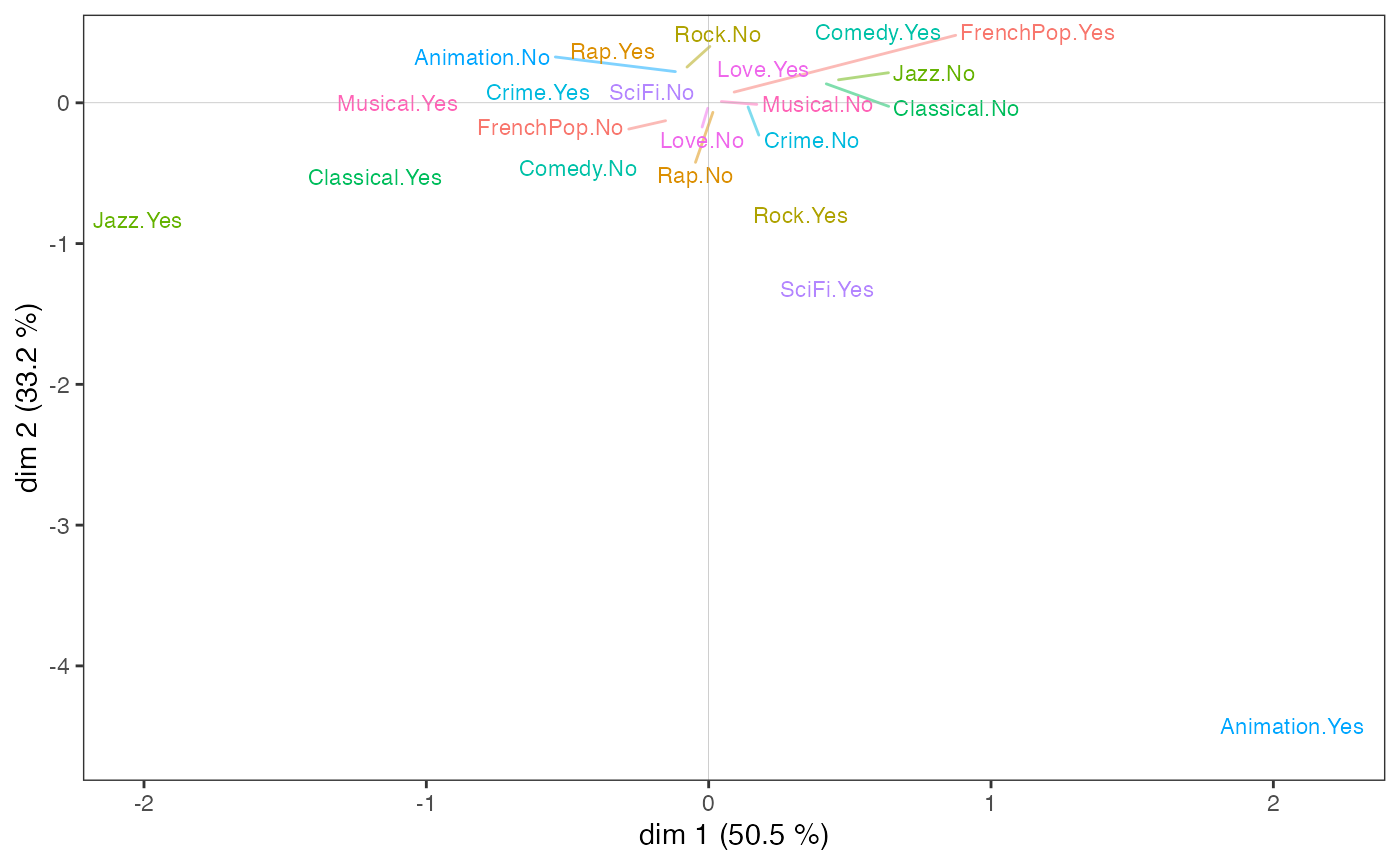 Rock.No
Comedy.Yes
FrenchPop.Yes
Animation.No
Rap.Yes
Love.Yes
Jazz.No
Crime.Yes
SciFi.No
0
Musical.Yes
Musical.No
Classical.No
FrenchPop.No
Love.No
Crime.No
Comedy.No
Rap.No
Classical.Yes
Jazz.Yes
Rock.Yes
-1
SciFi.Yes
-2
-3
-4
Animation.Yes
dim 2 (33.2 %)
-2
-1
0
1
2
dim 1 (50.5 %)